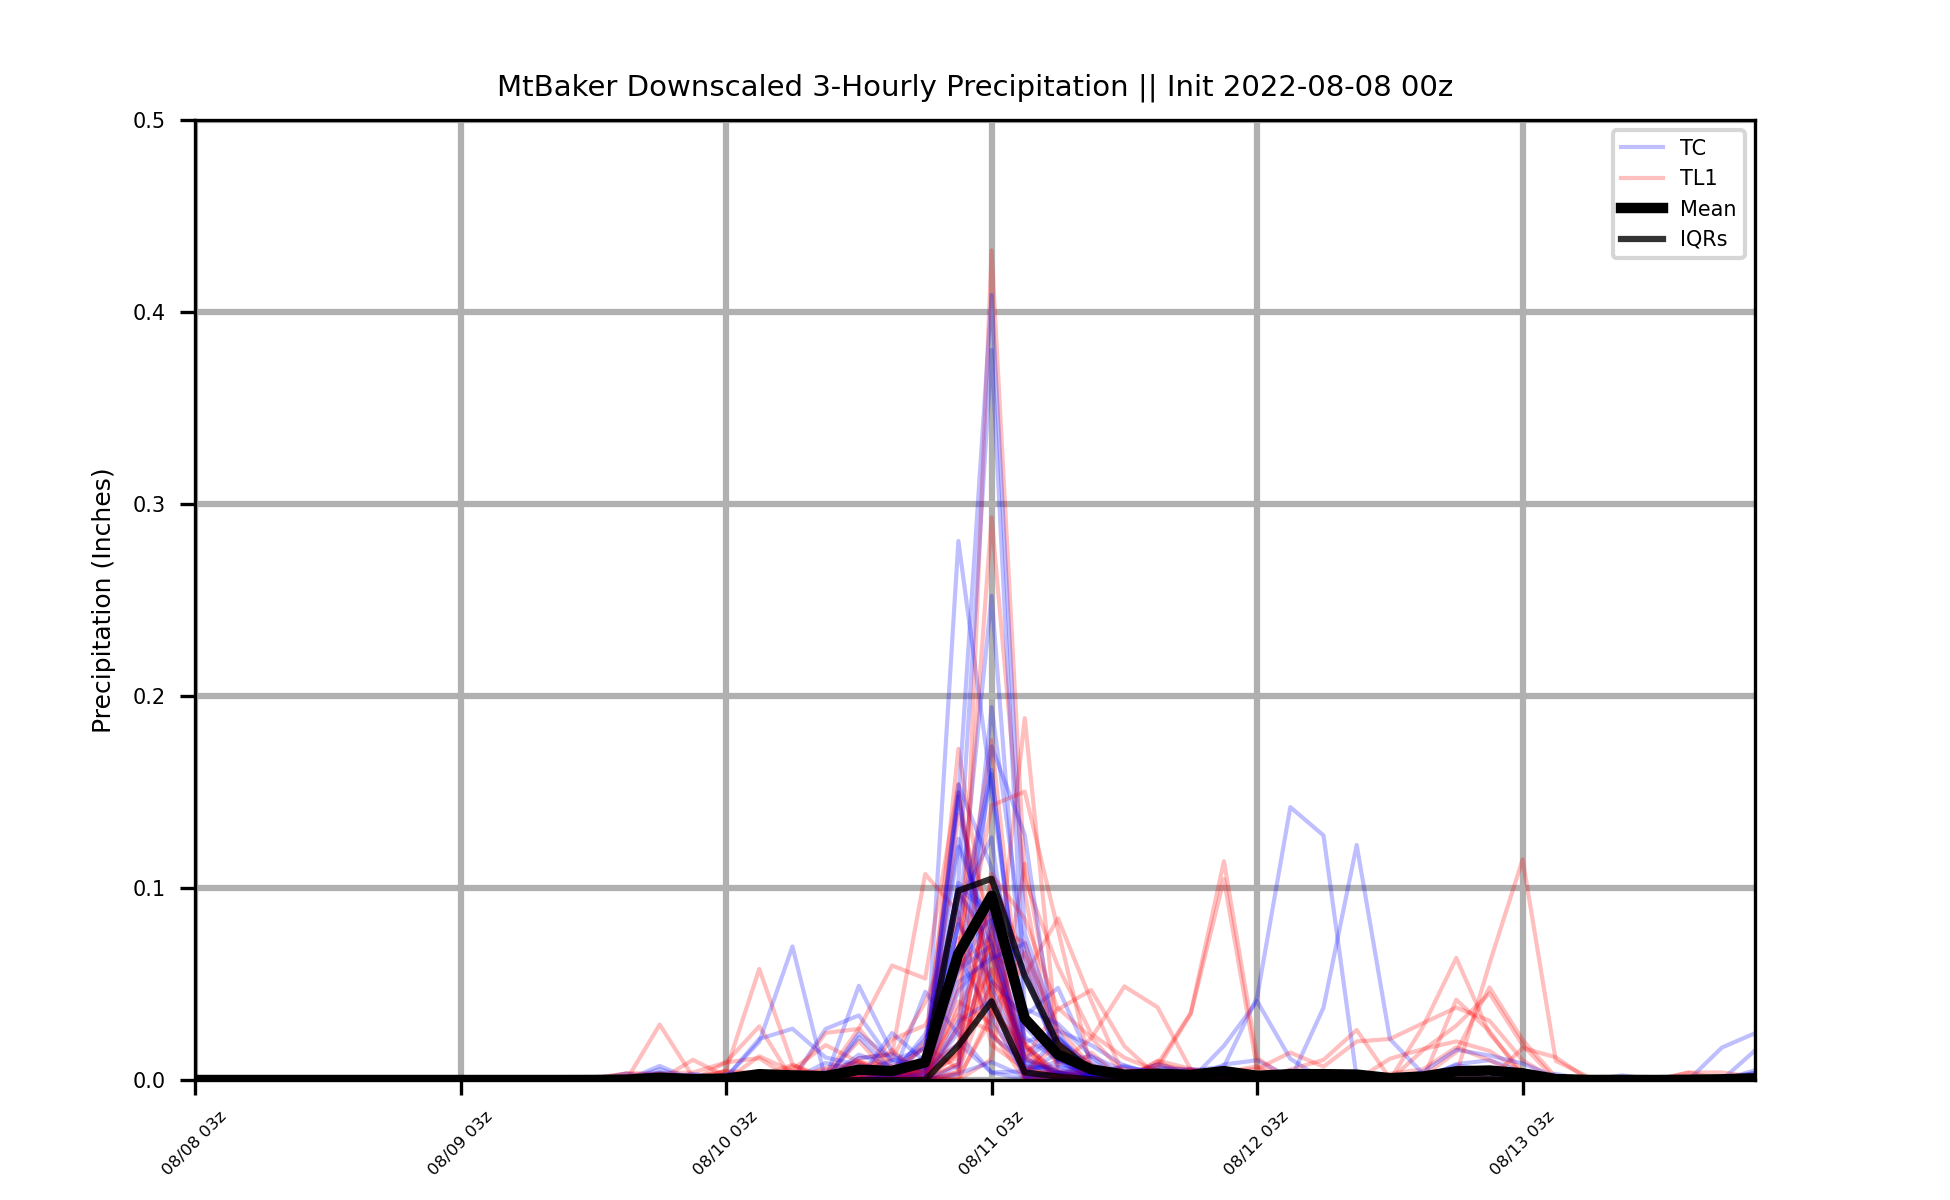 MtBaker Downscaled 3-Hourly Precipitation || Init 2022-08-08 00z
TC
TL1
Mean
IQRs
Precipitation (Inches)
0.5
0.4
0.3
0.2
0.1
0.0
08/08 03z
08/09 03z
08/10 03z
08/11 03z
08/12 03z
08/13 03z